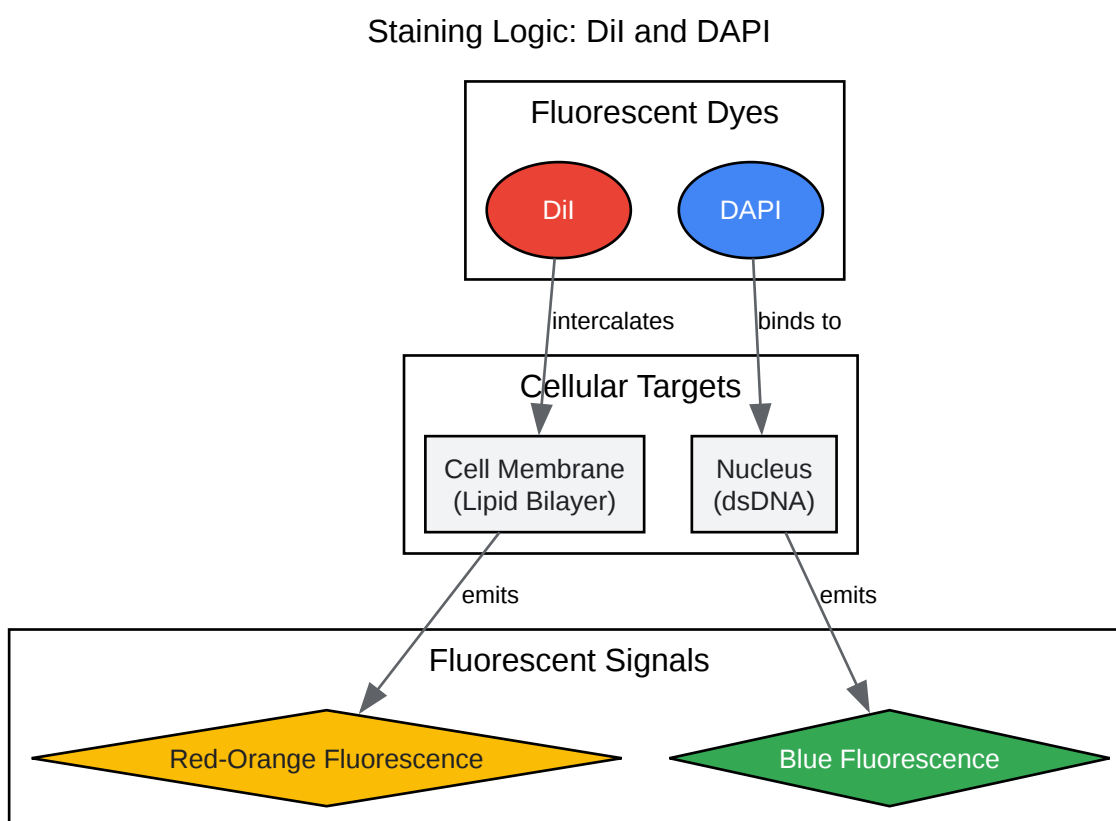 Staining Logic: DiI and DAPI
Fluorescent Dyes
DiI
DAPI
intercalates
binds to
Cellular Targets
Cell Membrane
(Lipid Bilayer)
Nucleus
(dsDNA)
emits
emits
Fluorescent Signals
Red-Orange Fluorescence
Blue Fluorescence